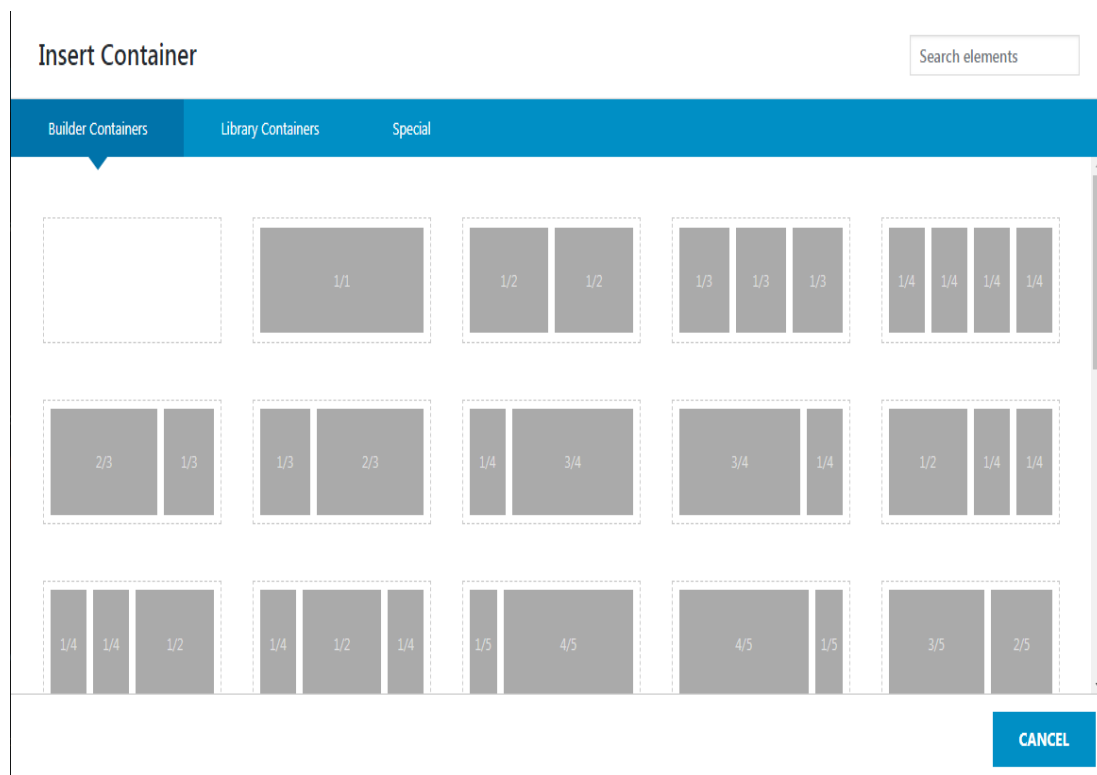 Insert Container
Search elements
Builder Containers Library Containers Special
1/1 1/2 1/2 1/3 1/3 1/3 1/4 1/4 1/4 1/4
2/3 1/3 1/3 2/3 1/4 3/4 3/4 1/4 1/2 1/4 1/4
1/4 1/4 1/2 1/4 1/2 1/4 1/5 4/5 4/5 1/5 3/5 2/5
CANCEL